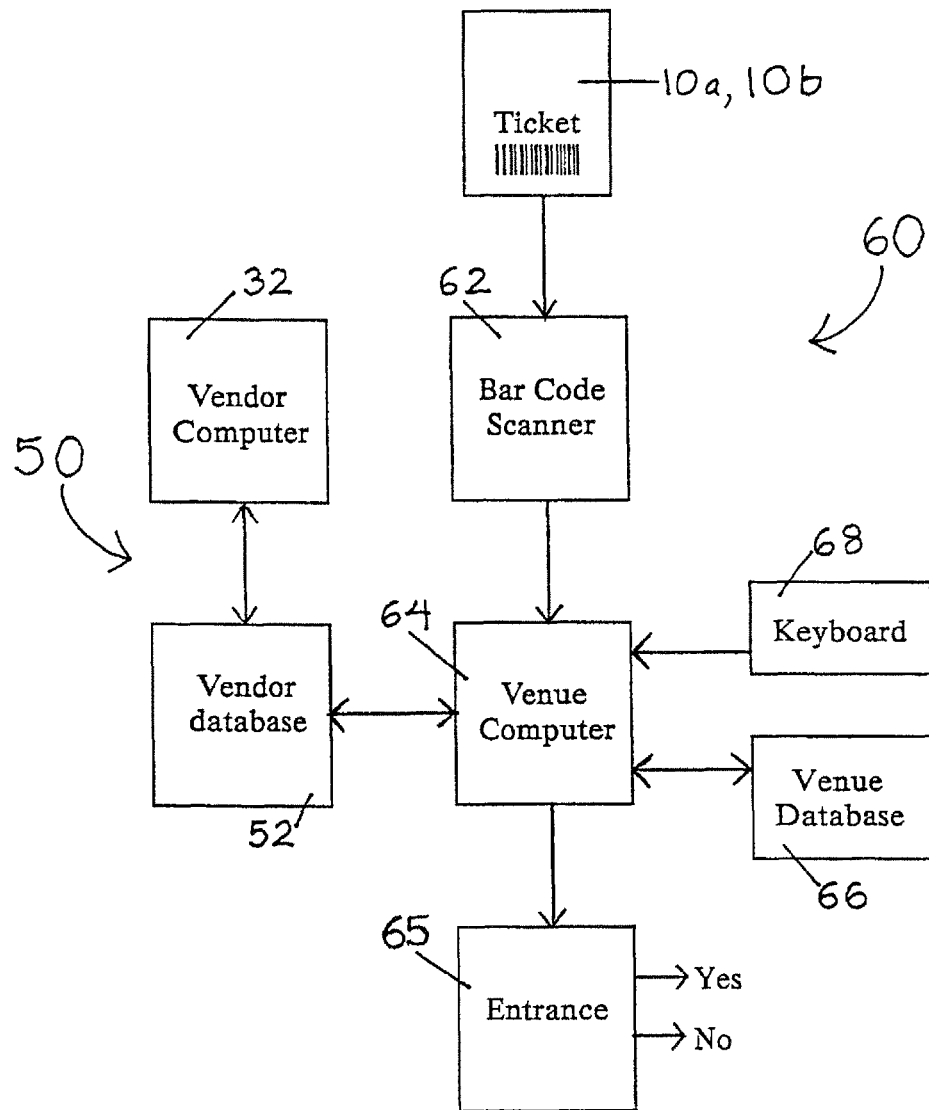 10a, 10b
Ticket
60
32
62
Vendor
Computer
Bar Code
Scanner
50
68
Keyboard
64
Vendor
database
Venue
Computer
Venue
Database
52
66
65
Entrance
Yes
No